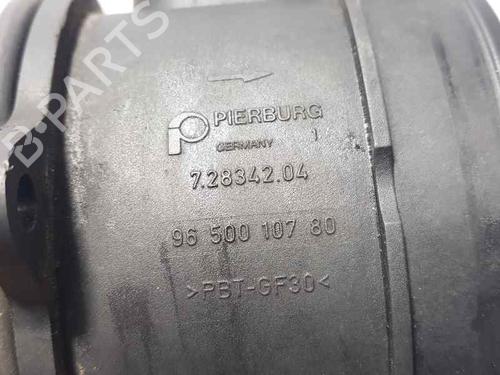 PIERBURG
GERMANY 1
7.28342.04
96 500 107 80
>PBT-GF30<
B-PARTS